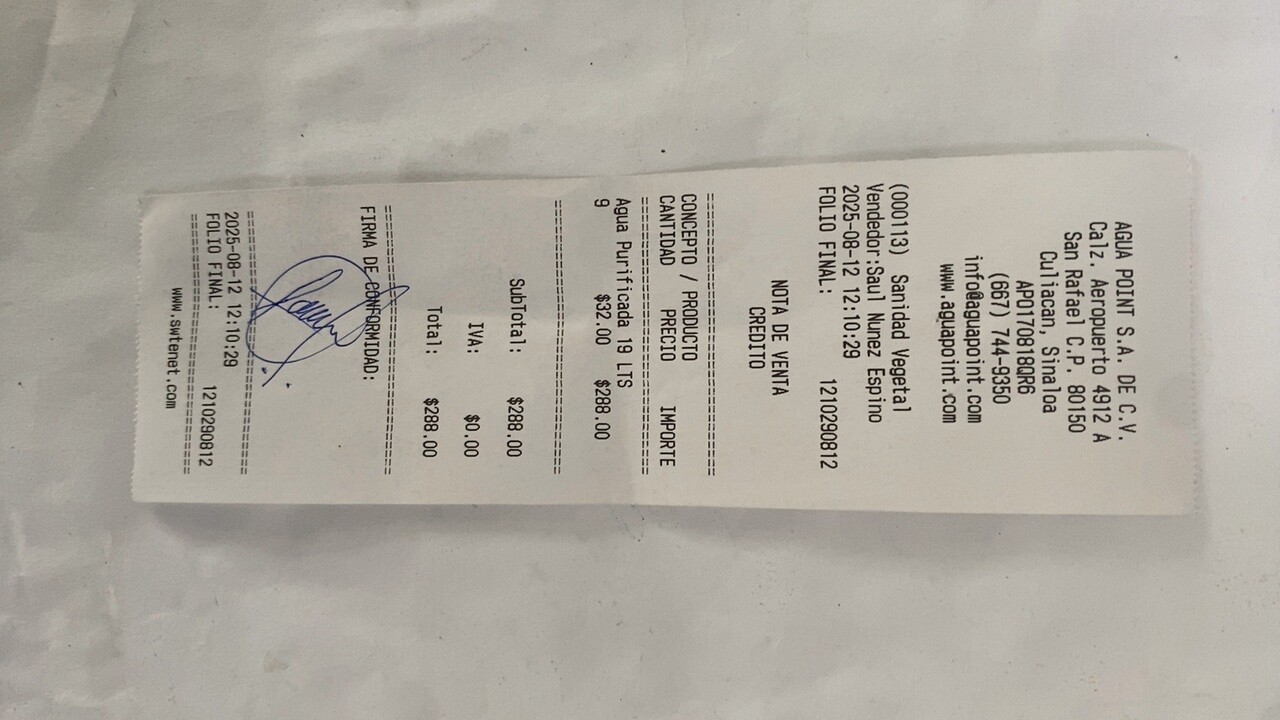 AGUA POINT S.A. DE C.V.
Calz. Aeropuerto 4912 A
San Rafael C.P. 80150
Culiacan, Sinaloa
APO170818QR6
(667) 744-9350
info@aguapoint.com
www.aguapoint.com
(000113) Sanidad Vegetal
Vendedor:Saul Nunez Espino
2025-08-12 12:10:29
FOLIO FINAL: 1210290812
NOTA DE VENTA
CREDITO
==============================
CONCEPTO / PRODUCTO
CANTIDAD PRECIO IMPORTE
==============================
Agua Purificada 19 LTS
9 $32.00 $288.00
==============================
SubTotal: $288.00
IVA: $0.00
Total: $288.00
==============================
FIRMA DE CONFORMIDAD:
==============================
2025-08-12 12:10:29
FOLIO FINAL: 1210290812
==============================
www.swtenet.com